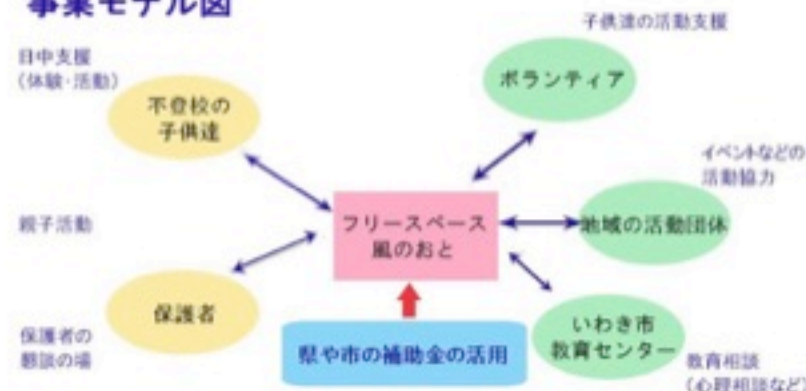 事業モデル図
子供達の活動支援
日中支援
(体験・活動)
不登校の
子供達
ボランティア
イベントなどの
活動協力
親子活動
フリースペース
風のおと
地域の活動団体
保護者
保護者の
懇談の場
県や市の補助金の活用
いわき市
教育センター
教育相談
(心理相談など)